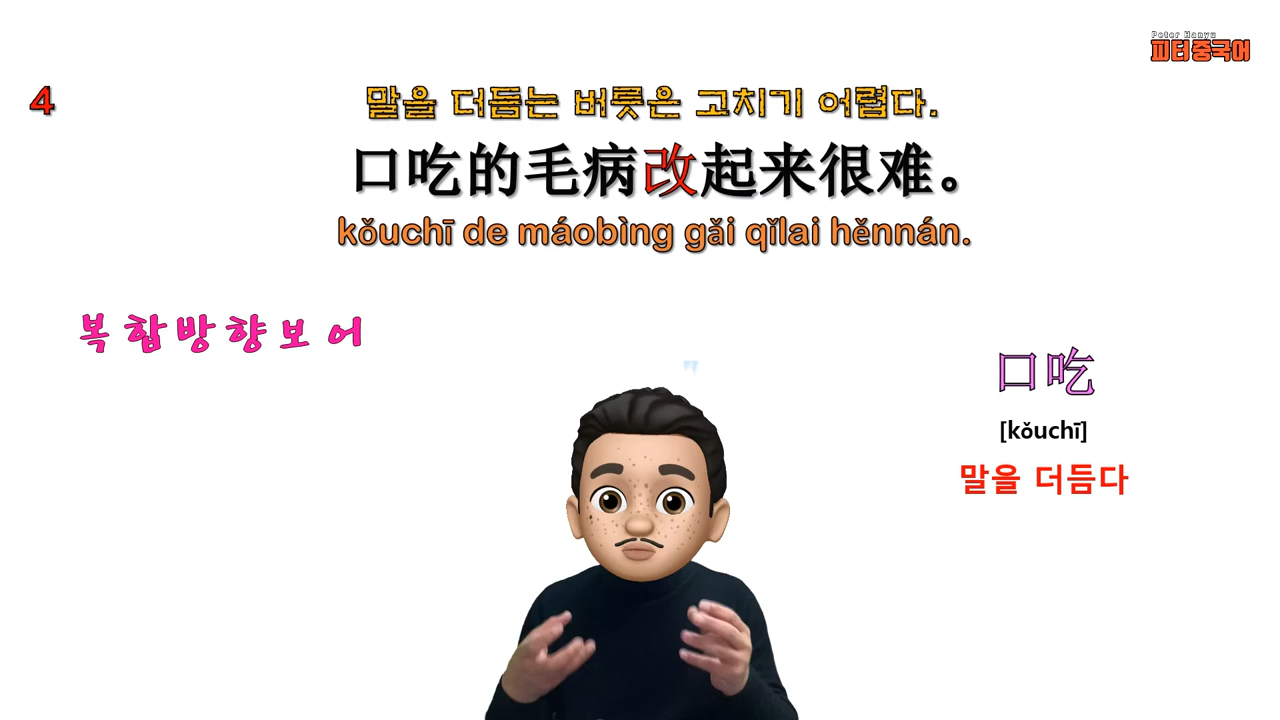 Peter Hanyu
피터중국어
4
말을 더듬는 버릇은 고치기 어렵다.
口吃的毛病改起来很难。
kǒuchī de máobìng gǎi qǐlai hěnnán.
복합방향보어
口吃
[kǒuchī]
말을 더듬다